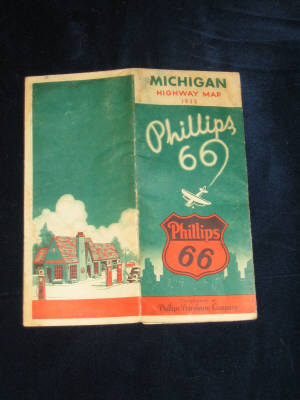 MICHIGAN
HIGHWAY MAP
Phillips
66
Phillips
66
Phillips Petroleum Company